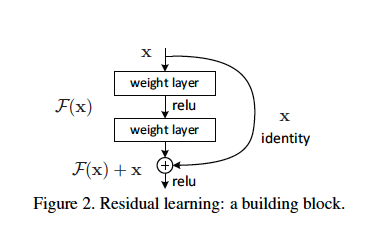 x
weight layer
F(x)
relu
weight layer
x
identity
F(x) + x
relu
Figure 2. Residual learning: a building block.